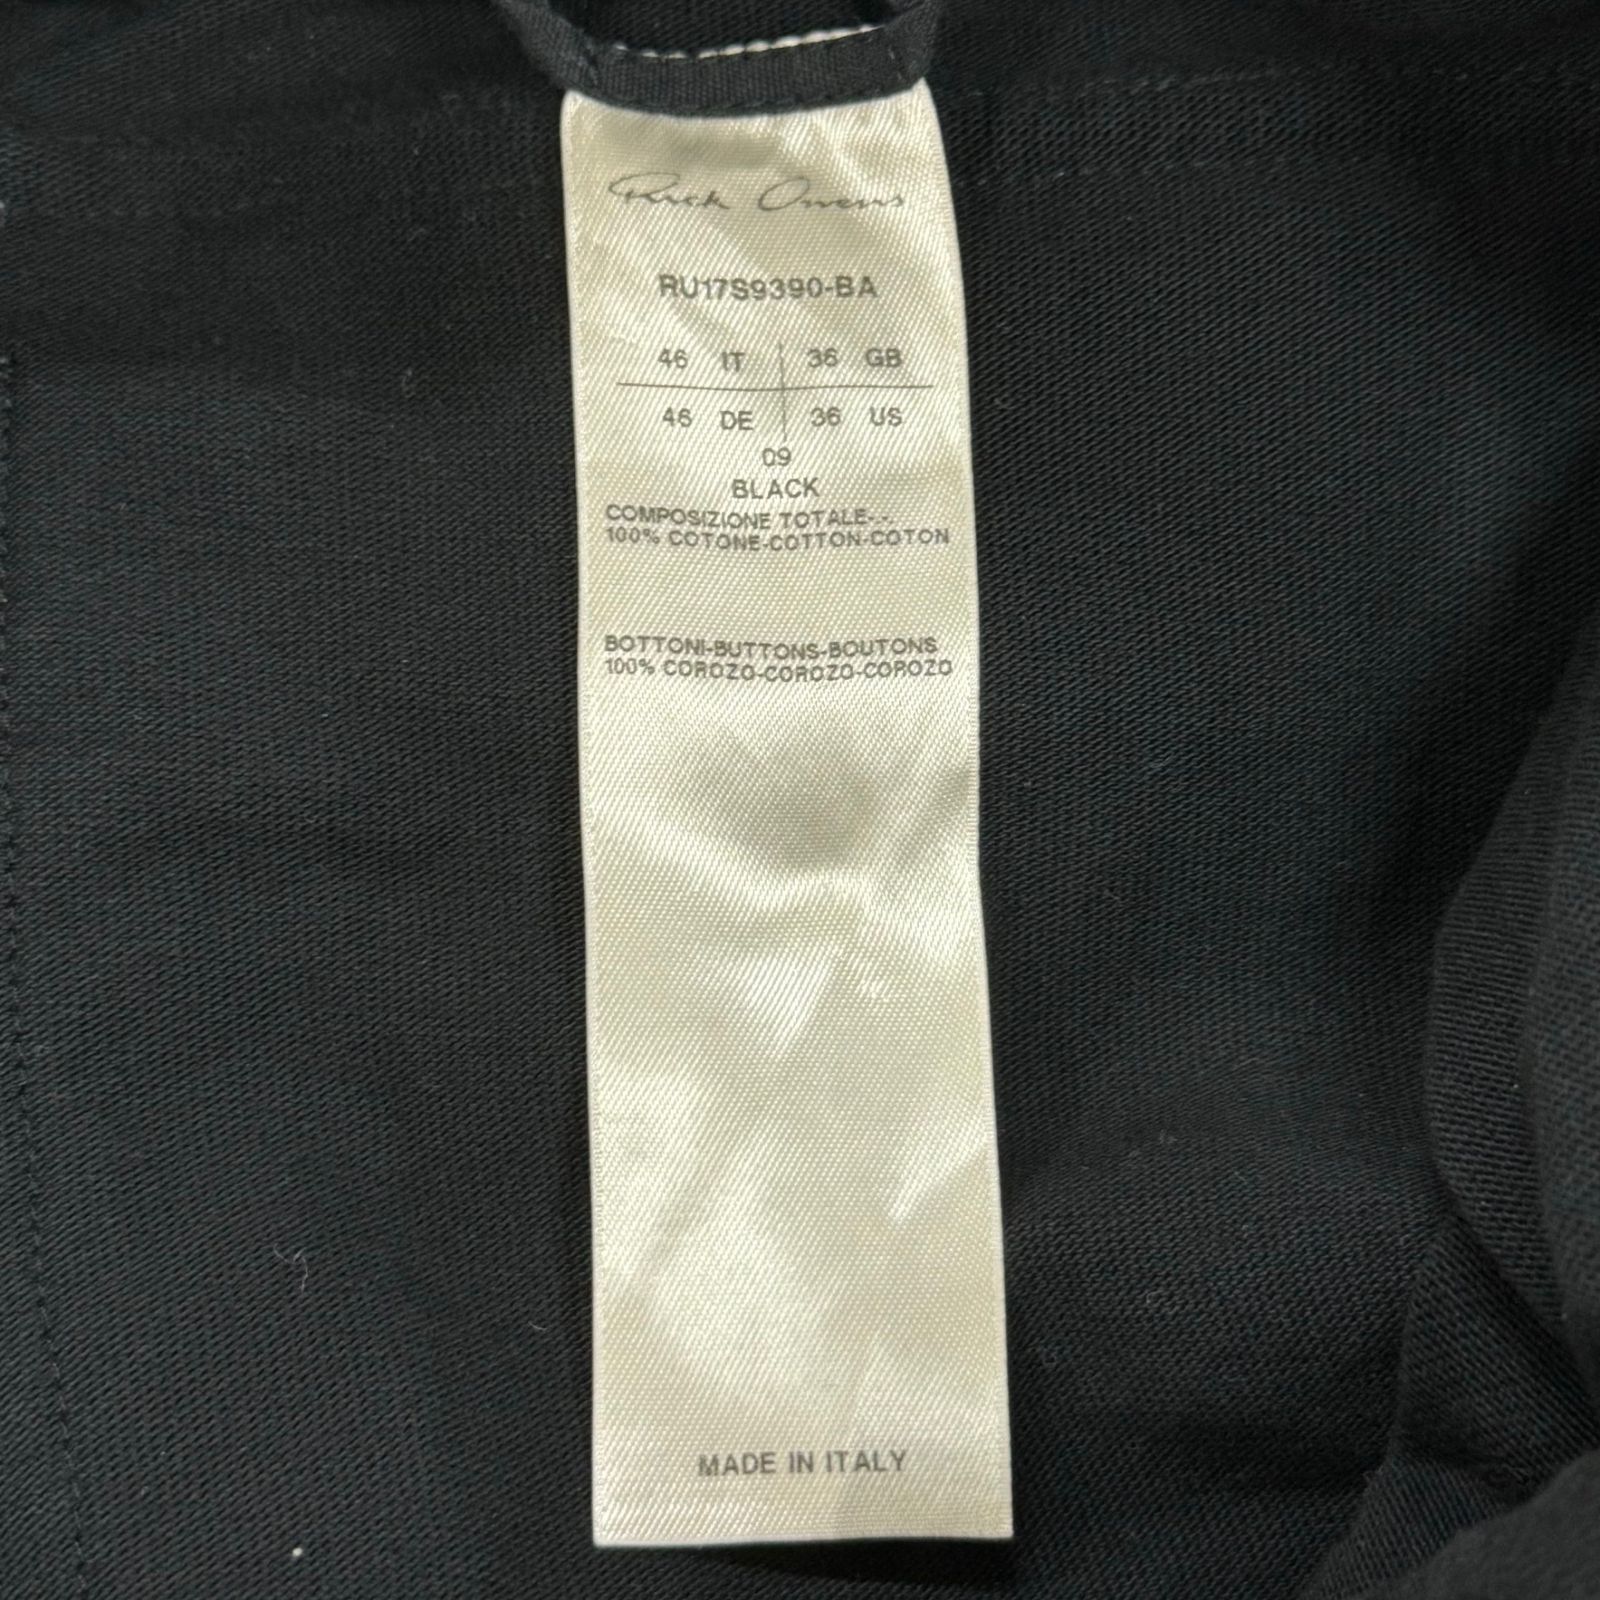 Rick Owens
RU17S9390-BA
46 IT 36 GB
46 DE 36 US
09
BLACK
COMPOSIZIONE TOTALE- -
100% COTONE-COTTON-COTON
BOTTONI-BUTTONS-BOUTONS
100% COROZO-COROZO-COROZO
MADE IN ITALY